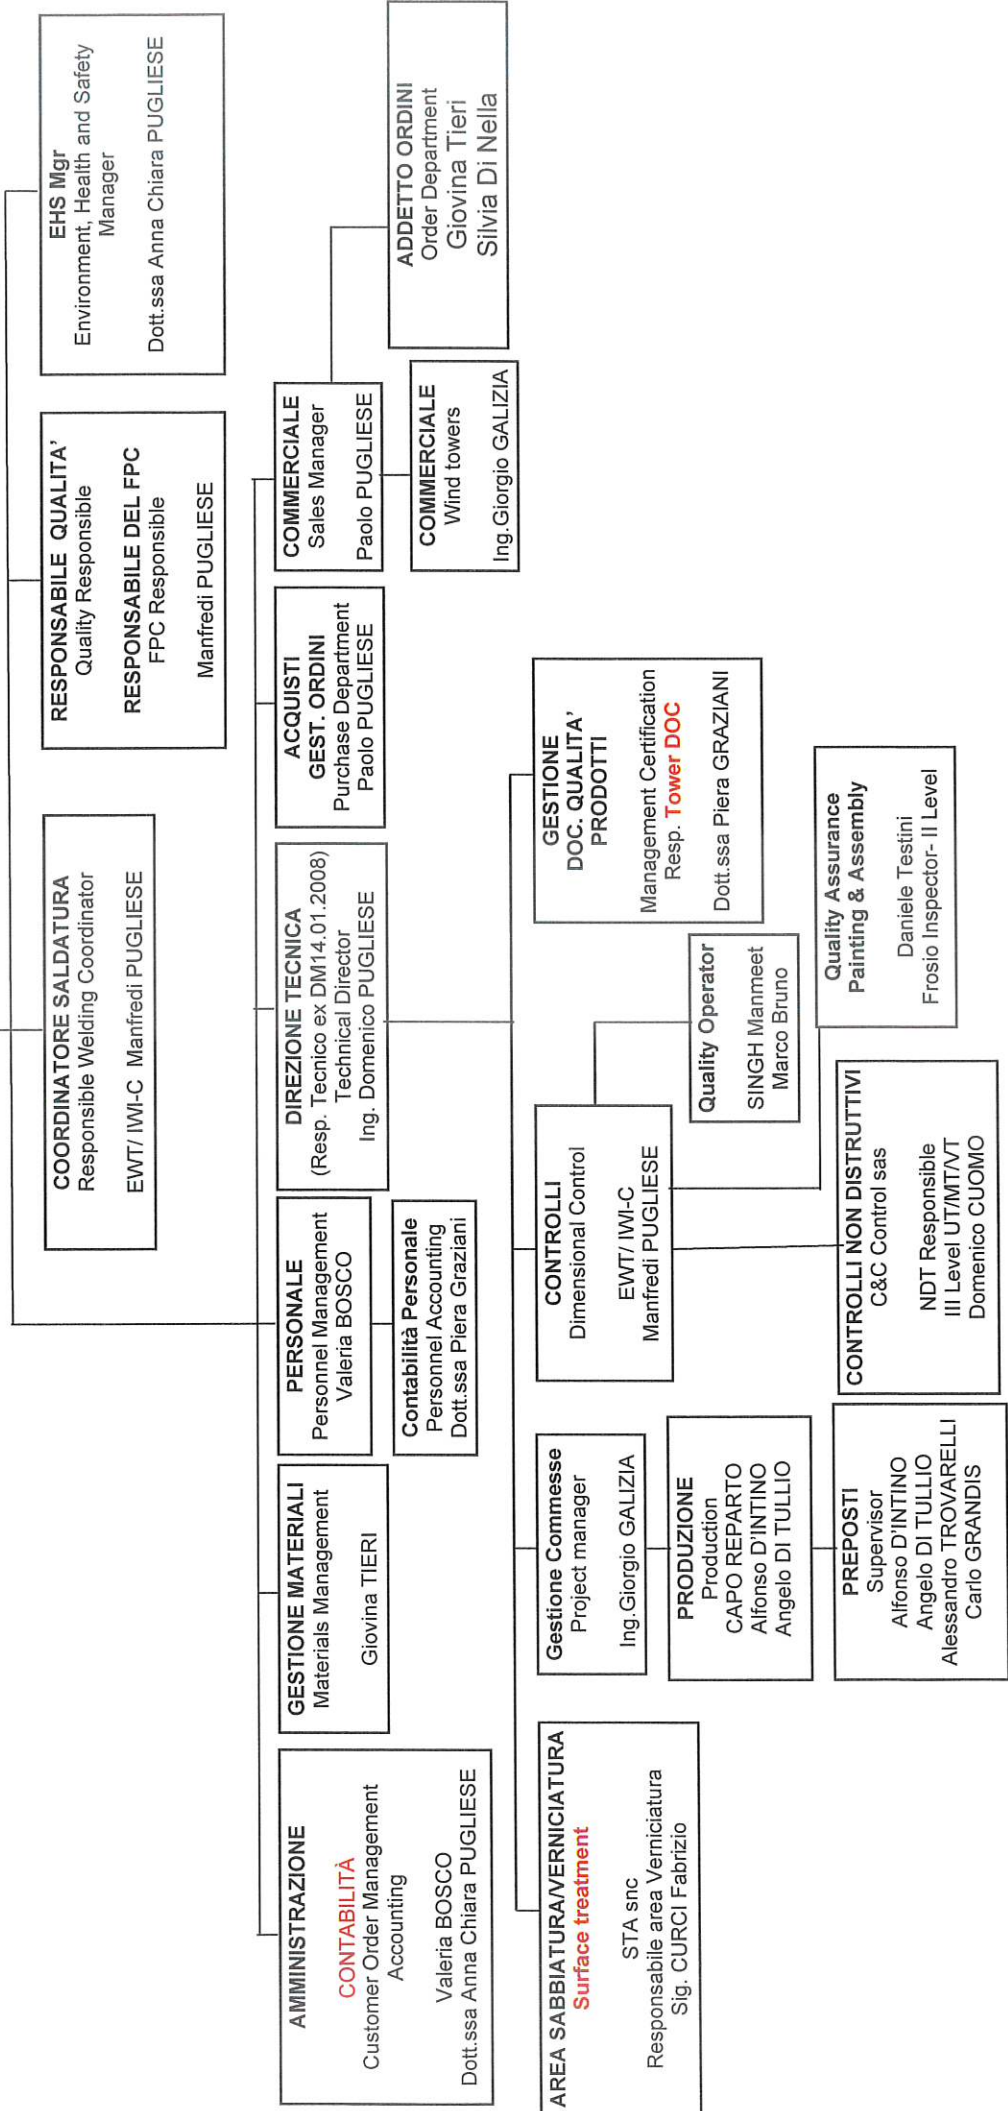 COORDINATORE SALDATURA
Responsible Welding Coordinator
EWT/ IWI-C  Manfredi PUGLIESE
RESPONSABILE  QUALITA'
Quality Responsible
RESPONSABILE DEL FPC
FPC Responsible
Manfredi PUGLIESE
EHS Mgr
Environment, Health and Safety
Manager
Dott.ssa Anna Chiara PUGLIESE
AMMINISTRAZIONE
CONTABILITÀ
Customer Order Management
Accounting
Valeria BOSCO
Dott.ssa Anna Chiara PUGLIESE
GESTIONE MATERIALI
Materials Management
Giovina TIERI
PERSONALE
Personnel Management
Valeria BOSCO
Contabilità Personale
Personnel Accounting
Dott.ssa Piera Graziani
DIREZIONE TECNICA
(Resp. Tecnico ex DM14.01.2008)
Technical Director
Ing. Domenico PUGLIESE
ACQUISTI
GEST. ORDINI
Purchase Department
Paolo PUGLIESE
COMMERCIALE
Sales Manager
Paolo PUGLIESE
COMMERCIALE
Wind towers
Ing.Giorgio GALIZIA
ADDETTO ORDINI
Order Department
Giovina Tieri
Silvia Di Nella
AREA SABBIATURA/VERNICIATURA
Surface treatment
STA snc
Responsabile area Verniciatura
Sig. CURCI Fabrizio
Gestione Commesse
Project manager
Ing.Giorgio GALIZIA
PRODUZIONE
Production
CAPO REPARTO
Alfonso D'INTINO
Angelo DI TULLIO
PREPOSTI
Supervisor
Alfonso D'INTINO
Angelo DI TULLIO
Alessandro TROVARELLI
Carlo GRANDIS
CONTROLLI
Dimensional Control
EWT/ IWI-C
Manfredi PUGLIESE
CONTROLLI NON DISTRUTTIVI
C&C Control sas
NDT Responsible
III Level UT/MT/VT
Domenico CUOMO
Quality Operator
SINGH Manmeet
Marco Bruno
Quality Assurance
Painting & Assembly
Daniele Testini
Frosio Inspector- II Level
GESTIONE
DOC. QUALITA'
PRODOTTI
Management Certification
Resp. Tower DOC
Dott.ssa Piera GRAZIANI